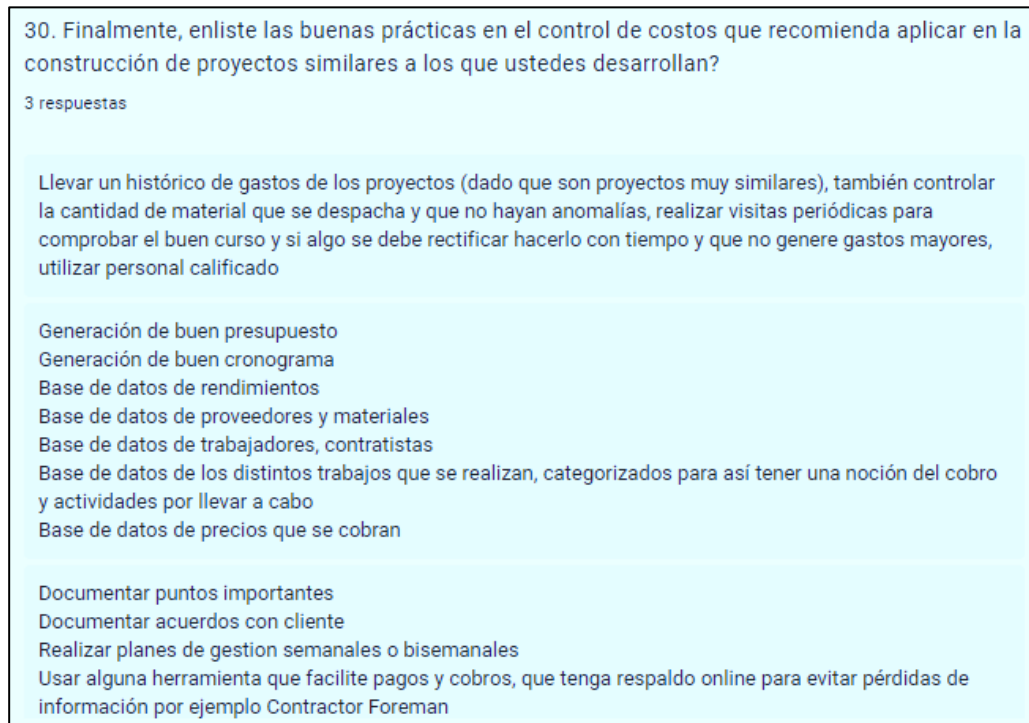 30. Finalmente, enliste las buenas prácticas en el control de costos que recomienda aplicar en la
construcción de proyectos similares a los que ustedes desarrollan?
3 respuestas
Llevar un histórico de gastos de los proyectos (dado que son proyectos muy similares), también controlar
la cantidad de material que se despacha y que no hayan anomalías, realizar visitas periódicas para
comprobar el buen curso y si algo se debe rectificar hacerlo con tiempo y que no genere gastos mayores,
utilizar personal calificado
Generación de buen presupuesto
Generación de buen cronograma
Base de datos de rendimientos
Base de datos de proveedores y materiales
Base de datos de trabajadores, contratistas
Base de datos de los distintos trabajos que se realizan, categorizados para así tener una noción del cobro
y actividades por llevar a cabo
Base de datos de precios que se cobran
Documentar puntos importantes
Documentar acuerdos con cliente
Realizar planes de gestion semanales o bisemanales
Usar alguna herramienta que facilite pagos y cobros, que tenga respaldo online para evitar pérdidas de
información por ejemplo Contractor Foreman